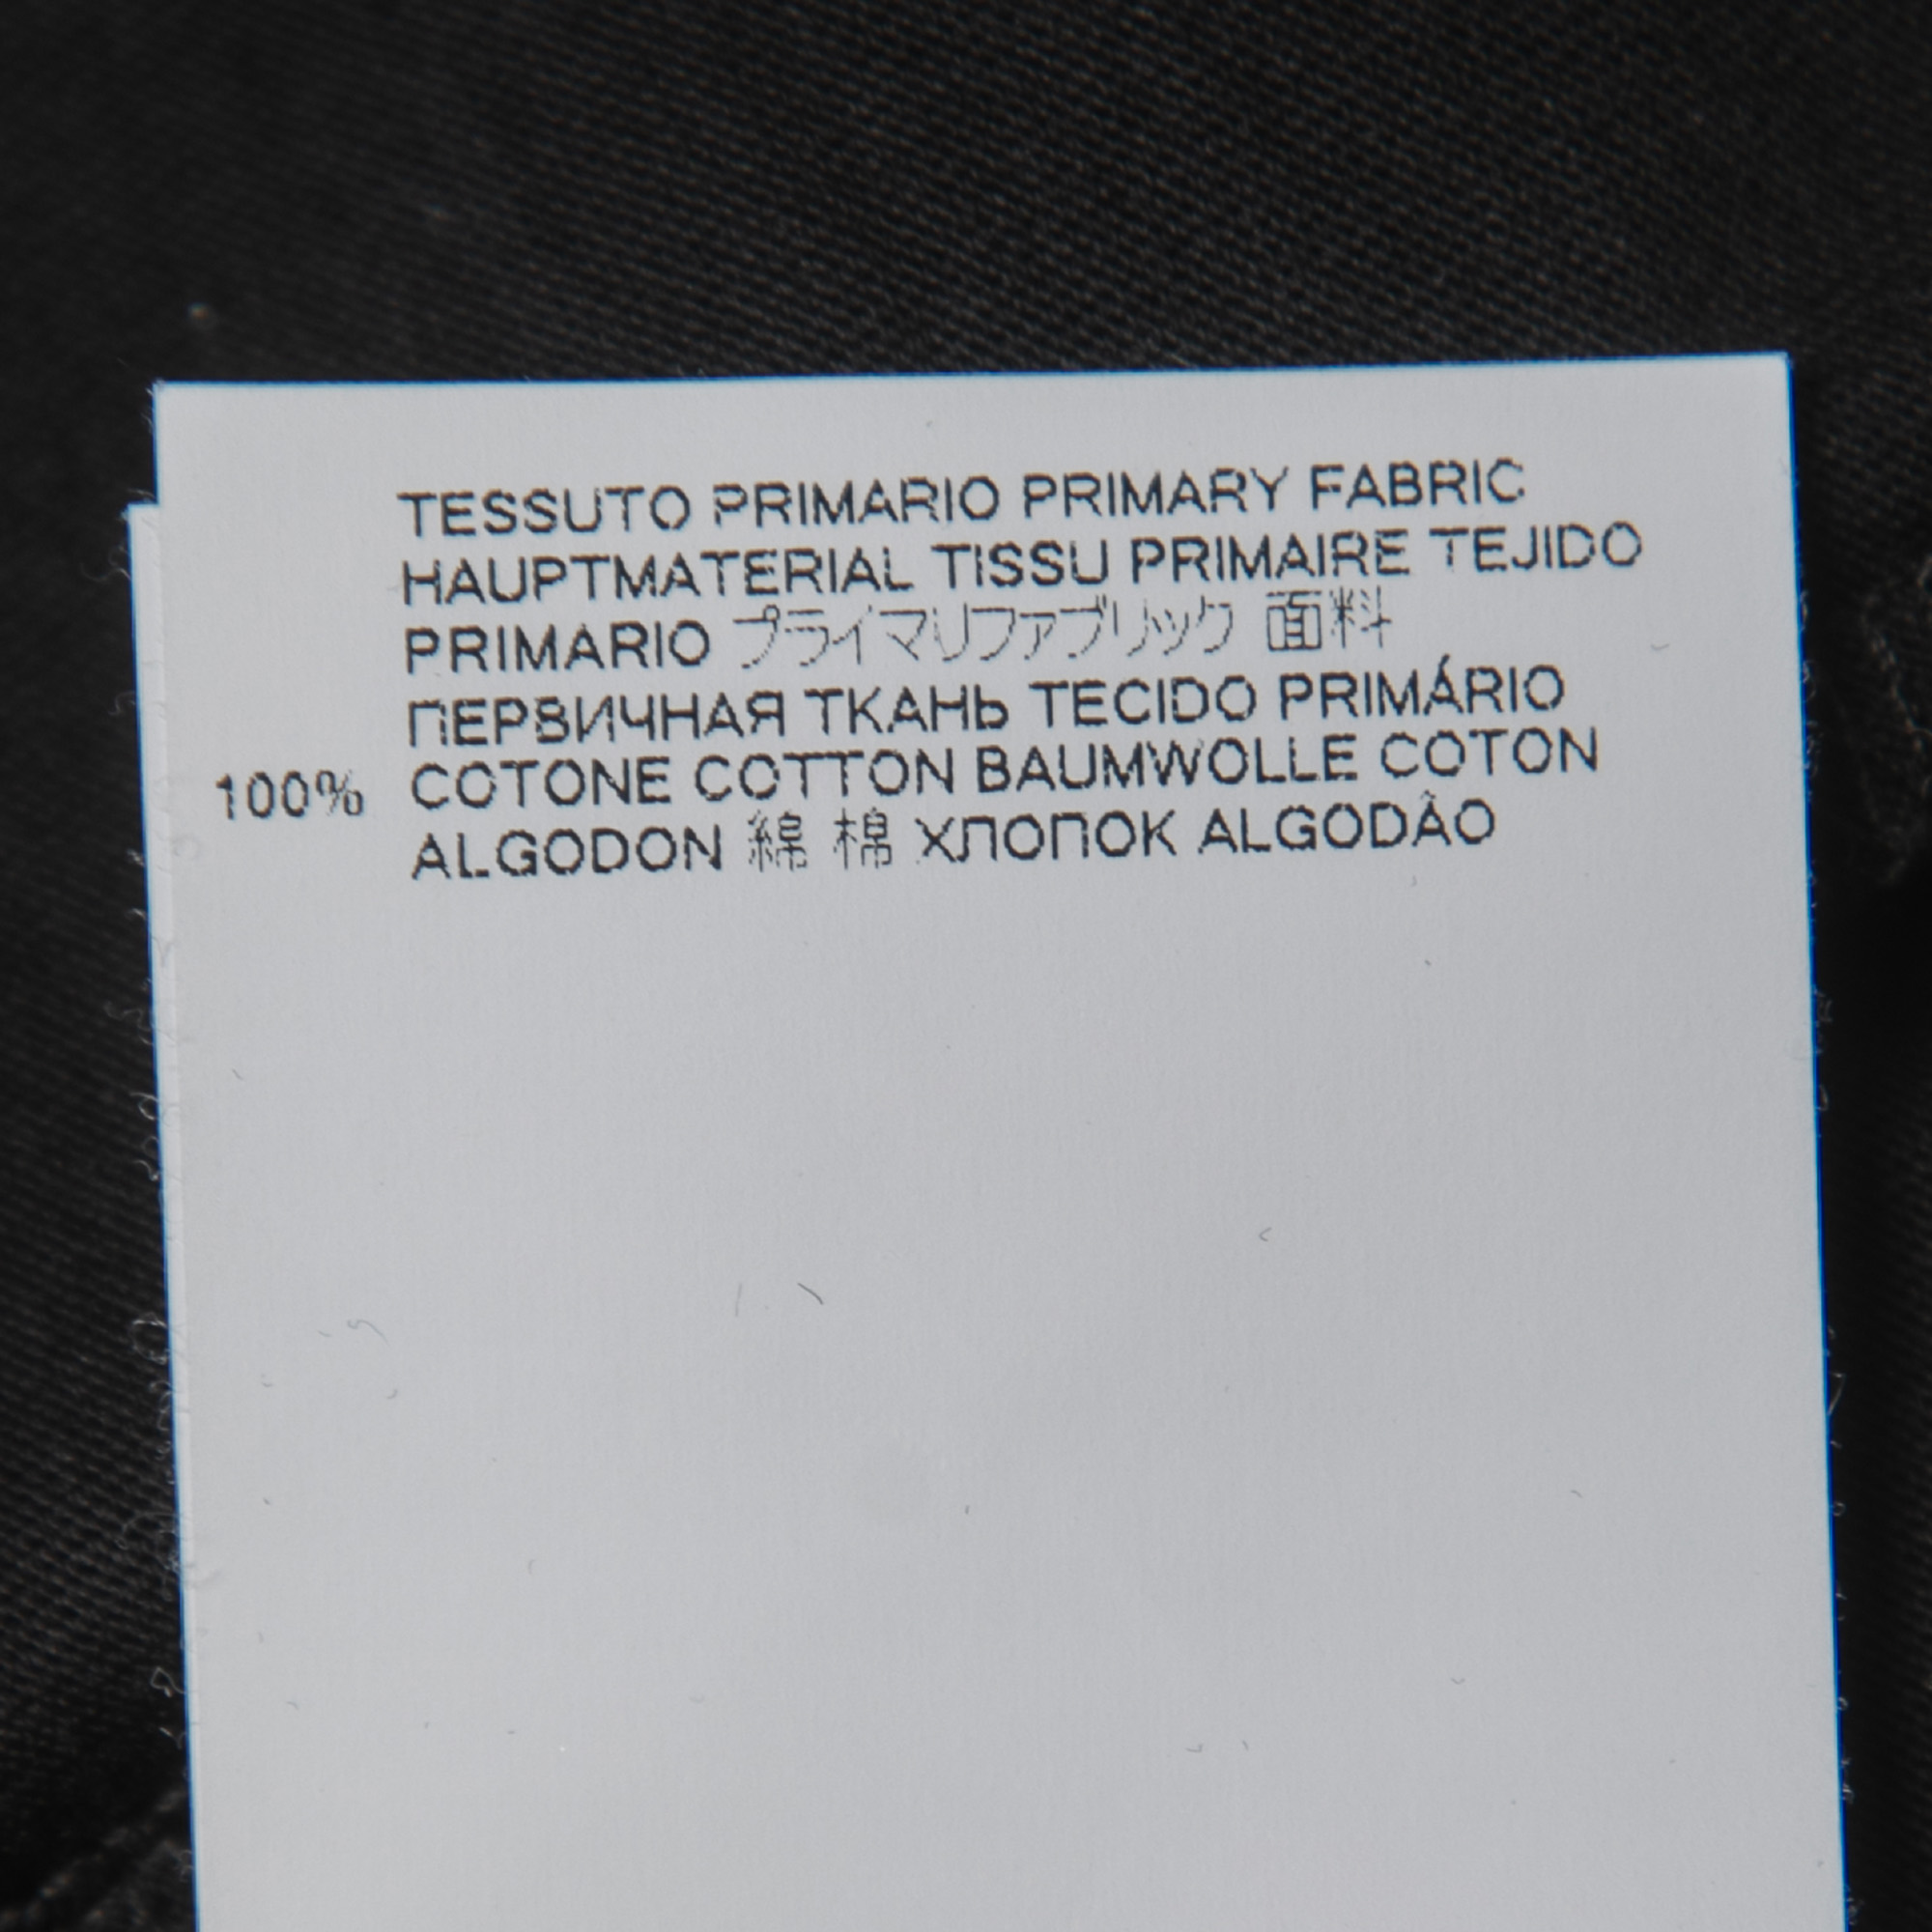 TESSUTO PRIMARIO PRIMARY FABRIC
HAUPTMATERIAL TISSU PRIMAIRE TEJIDO
PRIMARIO プライマリファブリック 面料
ПЕРВИЧНАЯ ТКАНЬ TECIDO PRIMÁRIO
100% COTONE COTTON BAUMWOLLE COTON
ALGODON 綿 棉 ХЛОПОК ALGODÃO